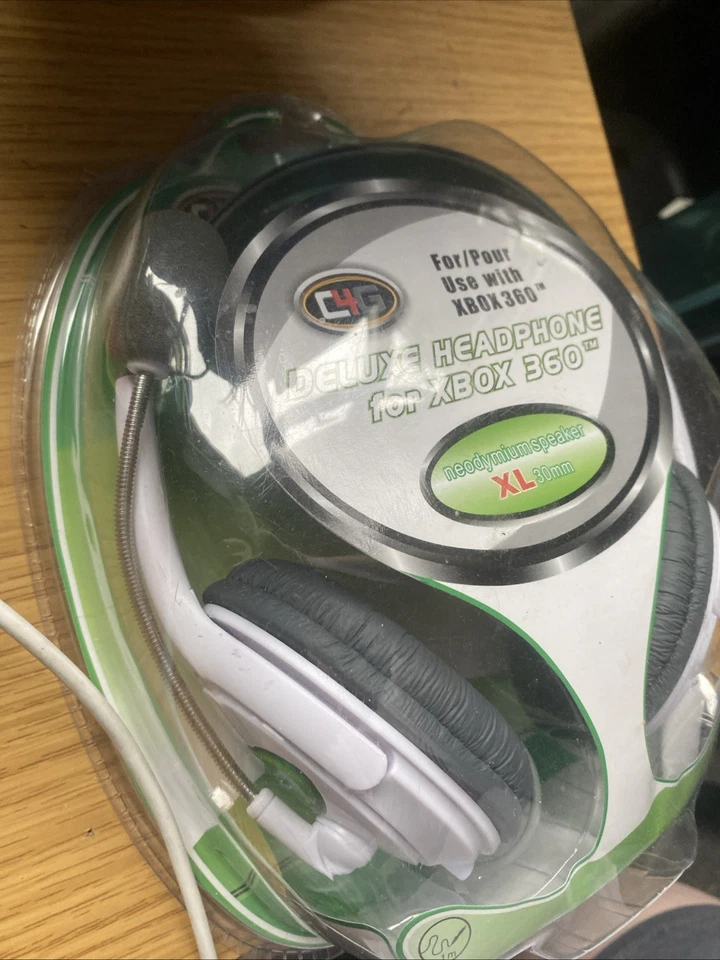 For/Pour
Use with
XBOX360™
C4G
DELUXE HEADPHONE
for XBOX 360™
neodymium speaker
XL 30mm